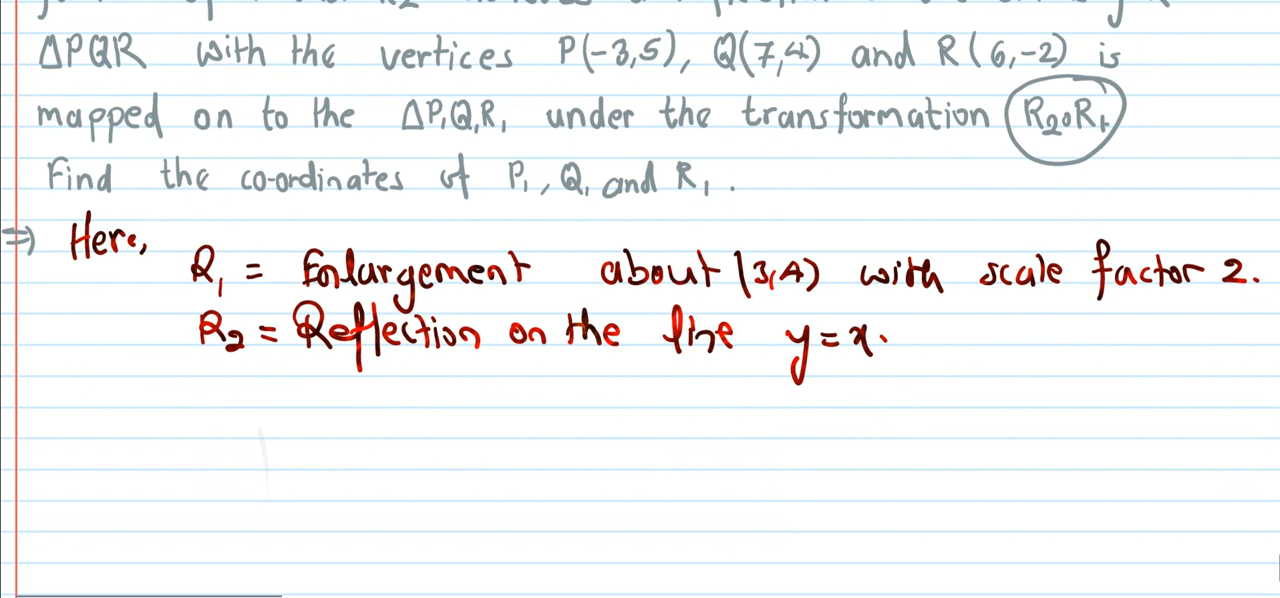 ΔPQR with the vertices P(-3,5), Q(7,4) and R(6,-2) is
mapped on to the ΔP₁Q₁R₁ under the transformation R₂∘R₁
Find the co-ordinates of P₁, Q₁ and R₁.
⇒ Here,
R₁ = Enlargement about (3,4) with scale factor 2.
R₂ = Reflection on the line y=x.